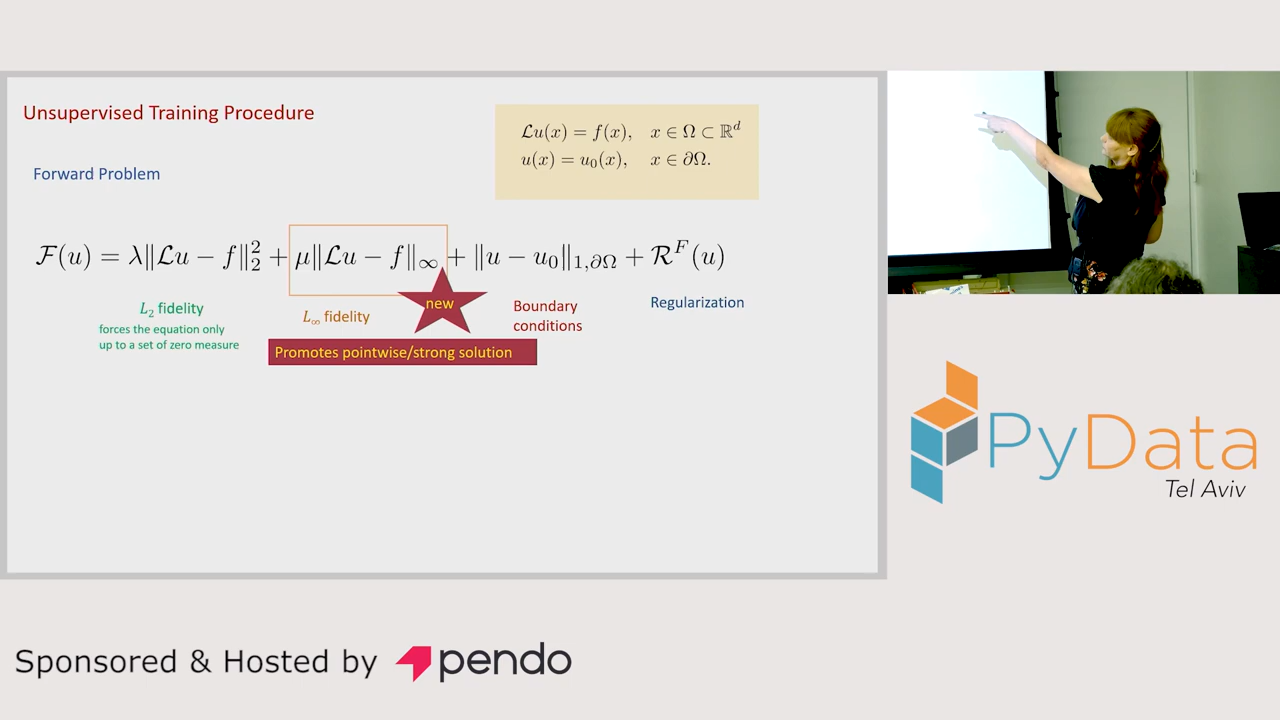 Unsupervised Training Procedure
Forward Problem
ℒu(x) = f(x), x ∈ Ω ⊂ ℝ^d
u(x) = u₀(x), x ∈ ∂Ω.
ℱ(u) = λ‖ℒu − f‖₂² + μ‖ℒu − f‖_∞ + ‖u − u₀‖_{1,∂Ω} + ℛ^F(u)
L₂ fidelity
forces the equation only
up to a set of zero measure
L∞ fidelity
new
Promotes pointwise/strong solution
Boundary
conditions
Regularization
PyData
Tel Aviv
Sponsored & Hosted by pendo